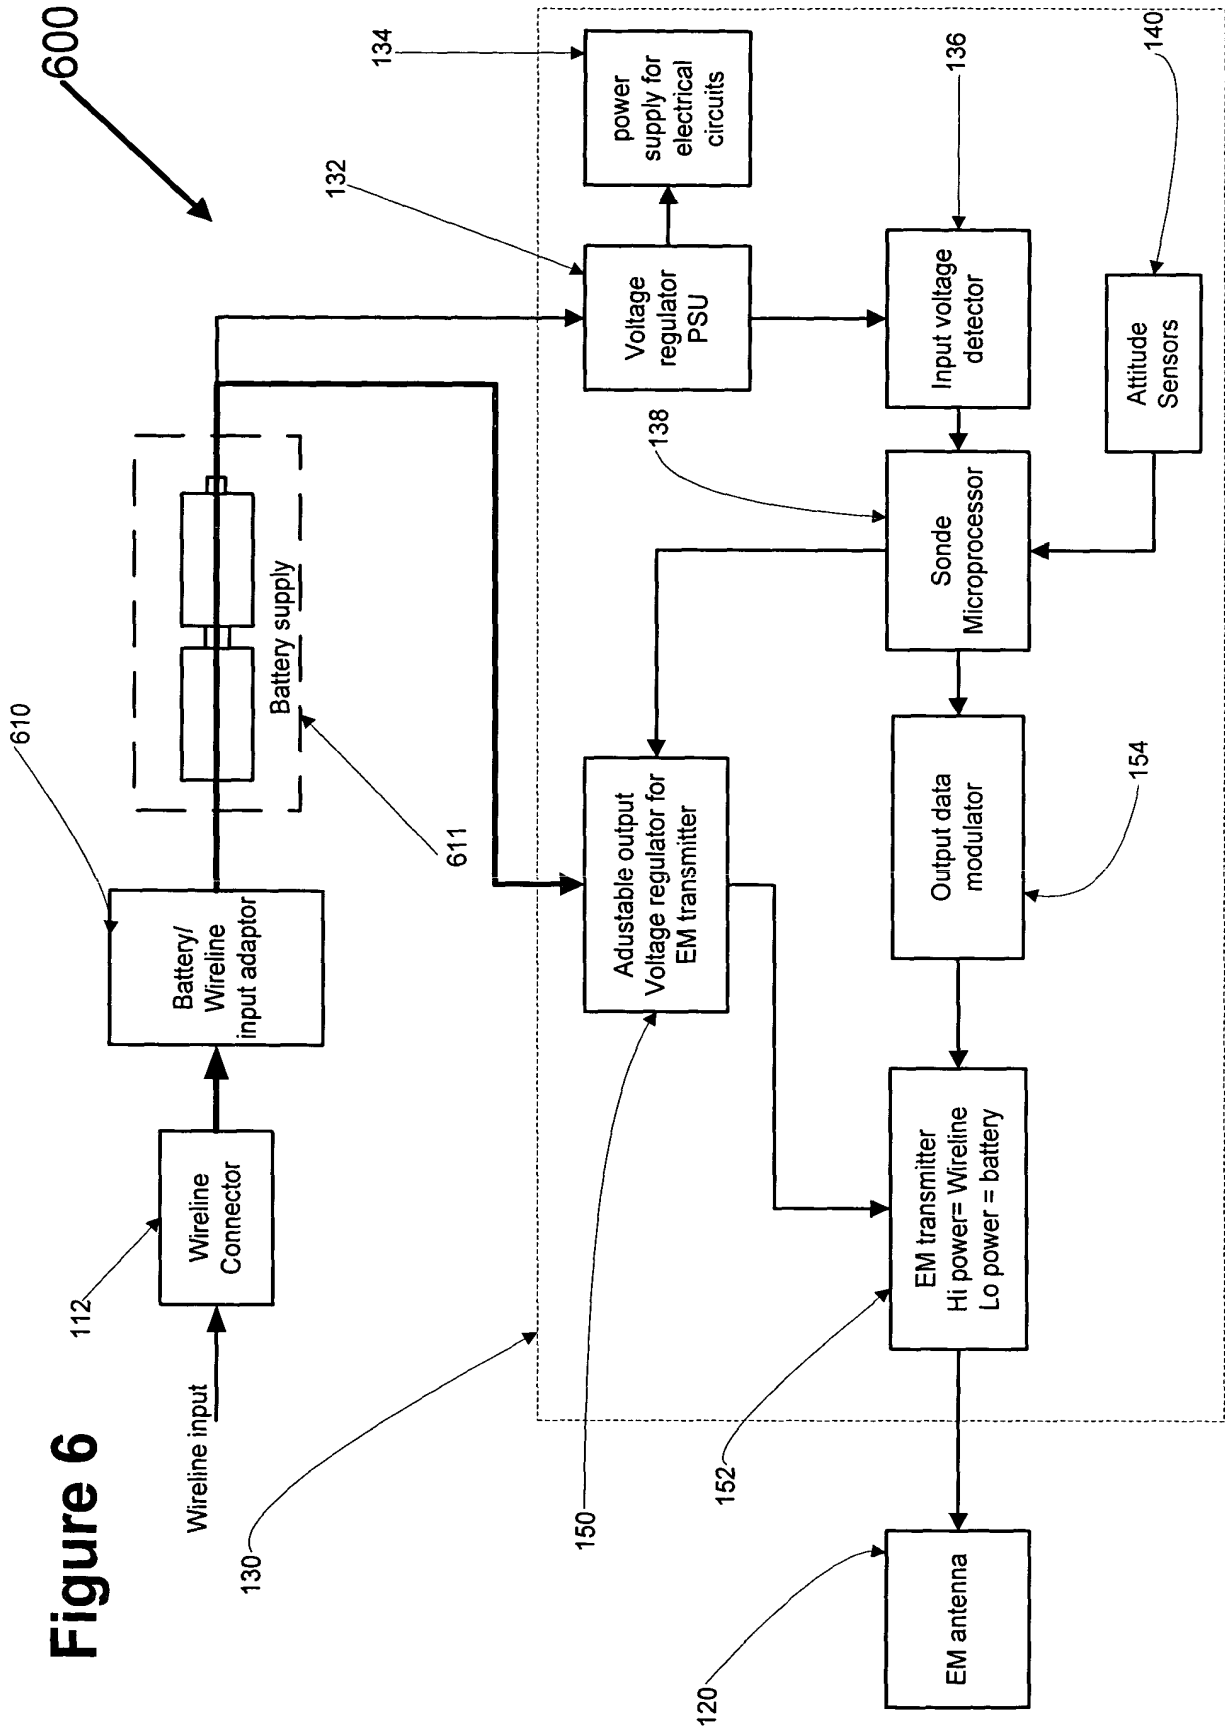 Figure 6
600
Wireline input
112
Wireline
Connector
610
Battery/
Wireline
input adaptor
Battery supply
611
130
132
Voltage
regulator
PSU
134
power
supply for
electrical
circuits
136
Input voltage
detector
140
Attitude
Sensors
138
Sonde
Microprocessor
150
Adustable output
Voltage regulator for
EM transmitter
154
Output data
modulator
152
EM transmitter
Hi power= Wireline
Lo power = battery
120
EM antenna